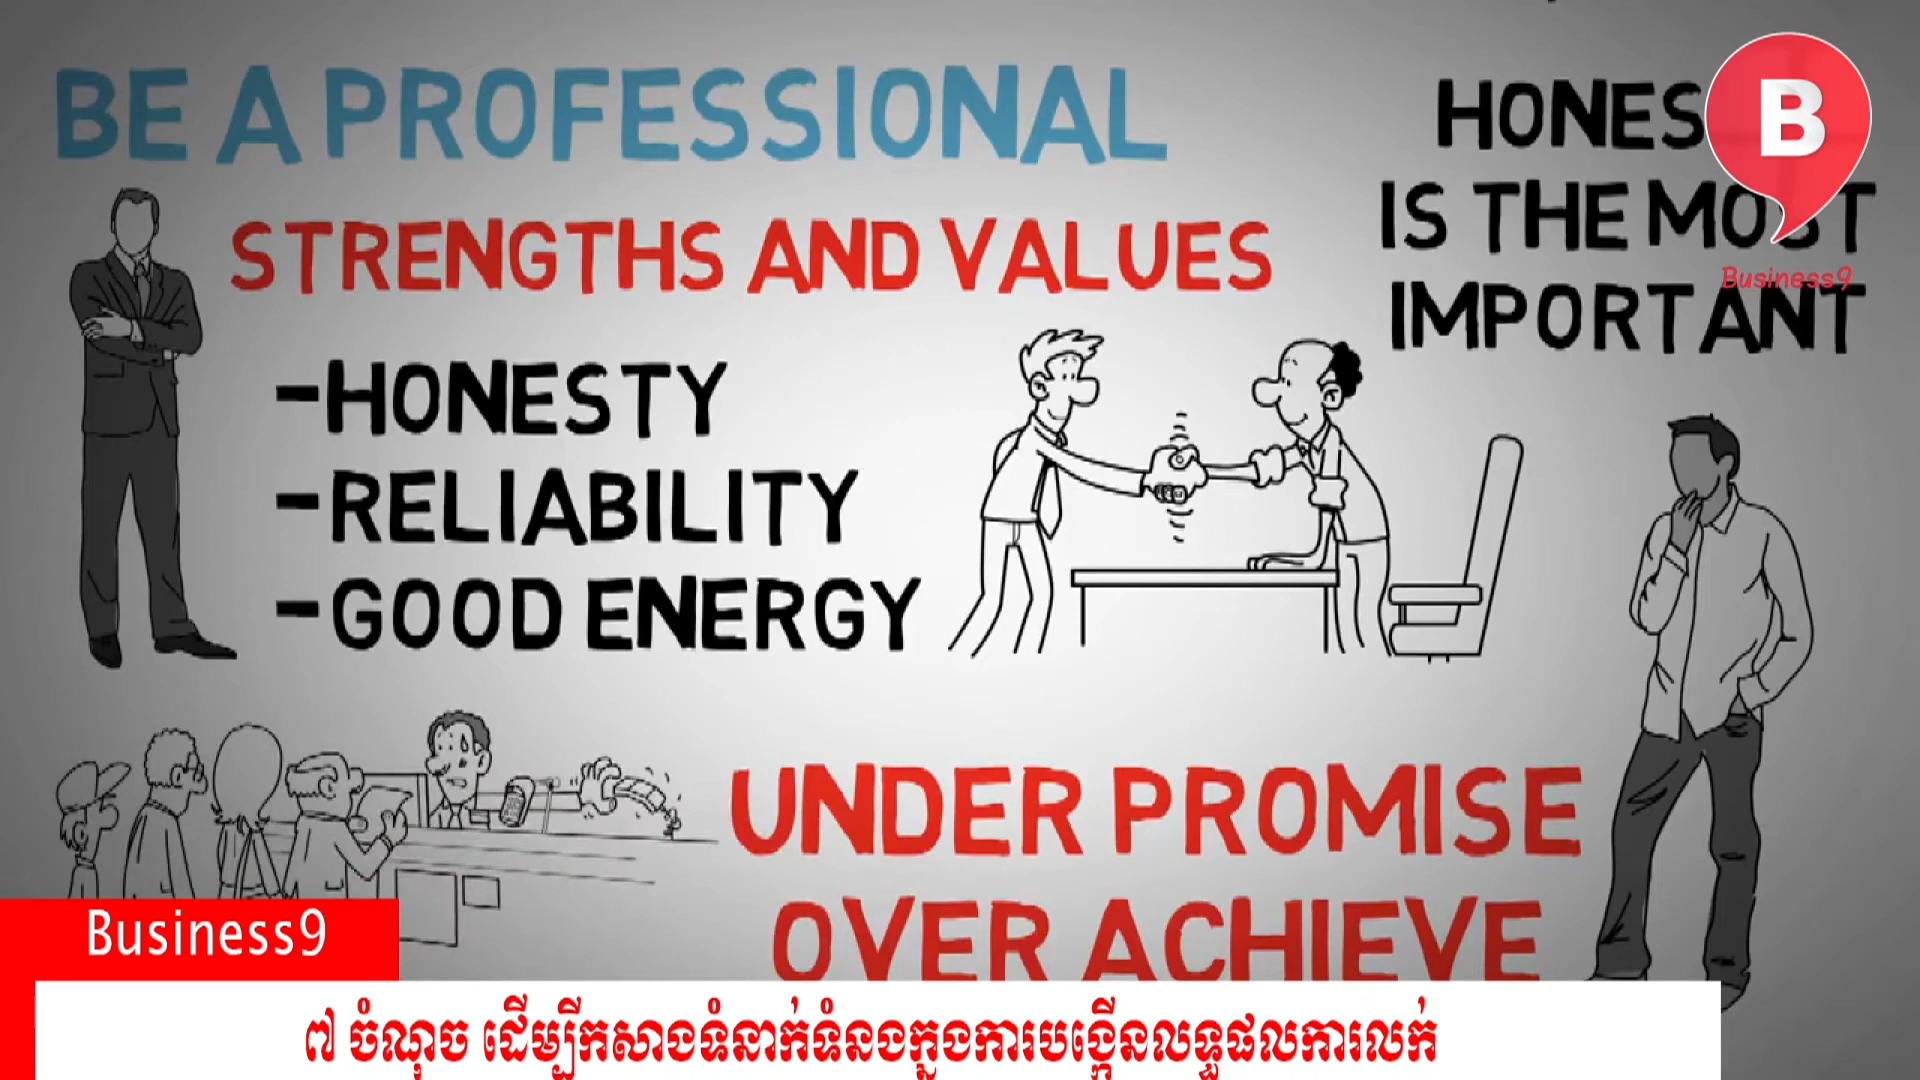 BE A PROFESSIONAL
STRENGTHS AND VALUES
-HONESTY
-RELIABILITY
-GOOD ENERGY
HONES
IS THE MOST
IMPORTANT
B
Business9
UNDER PROMISE
OVER ACHIEVE
Business9
៧ ចំណុច ដើម្បីកសាងទំនាក់ទំនងក្នុងការបង្កើនលទ្ធផលការលក់